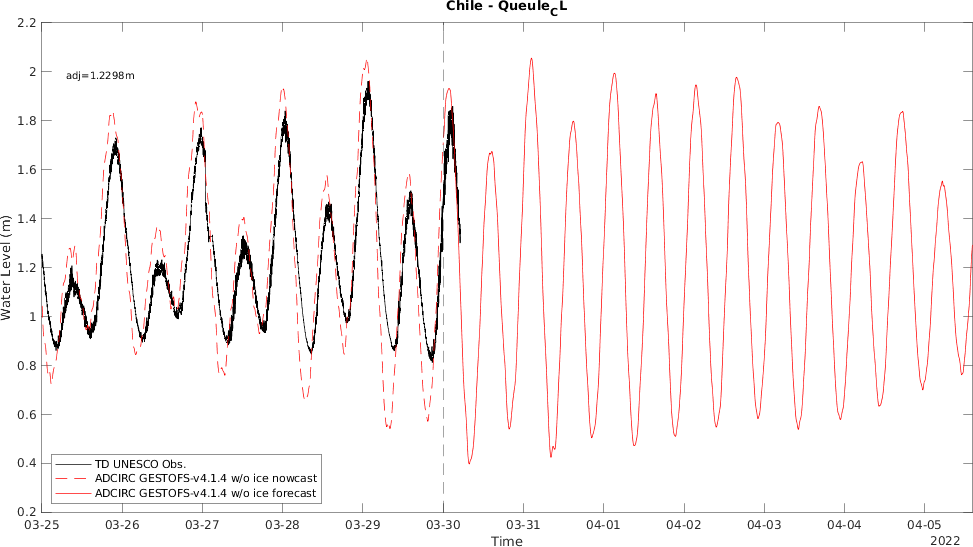 Chile - Queule_CL
2.2
2
1.8
1.6
1.4
1.2
1
0.8
0.6
0.4
0.2
Water Level (m)
adj=1.2298m
TD UNESCO Obs.
ADCIRC GESTOFS-v4.1.4 w/o ice nowcast
ADCIRC GESTOFS-v4.1.4 w/o ice forecast
03-25 03-26 03-27 03-28 03-29 03-30 03-31 04-01 04-02 04-03 04-04 04-05
Time
2022